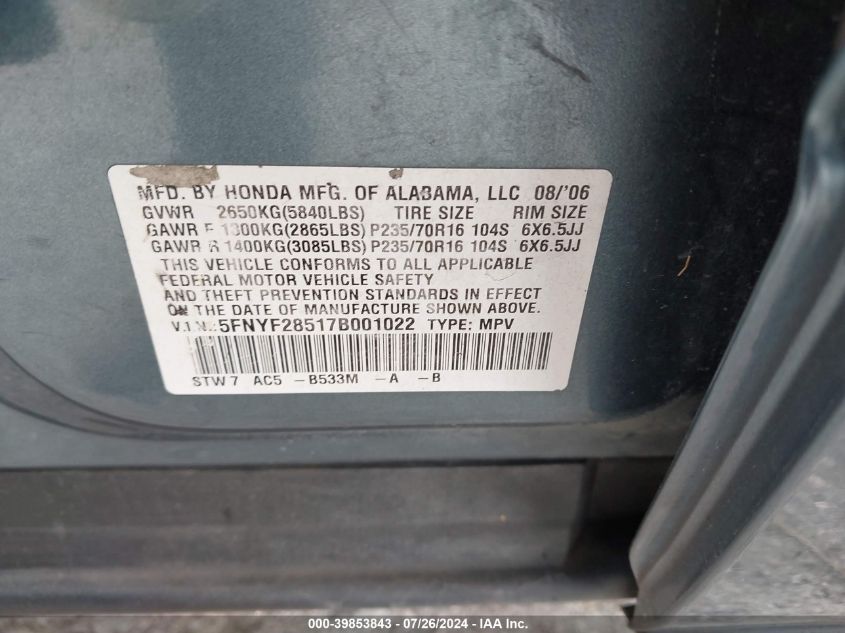 MFD. BY HONDA MFG. OF ALABAMA, LLC 08/'06
GVWR 2650KG(5840LBS) TIRE SIZE RIM SIZE
GAWR F 1300KG(2865LBS) P235/70R16 104S 6X6.5JJ
GAWR R 1400KG(3085LBS) P235/70R16 104S 6X6.5JJ
THIS VEHICLE CONFORMS TO ALL APPLICABLE
FEDERAL MOTOR VEHICLE SAFETY
AND THEFT PREVENTION STANDARDS IN EFFECT
ON THE DATE OF MANUFACTURE SHOWN ABOVE.
V.I.N.:5FNYF28517B001022 TYPE: MPV
STW7 AC5 -B533M -A -B
000-39853843 / 07/26/2024 - IAA Inc.